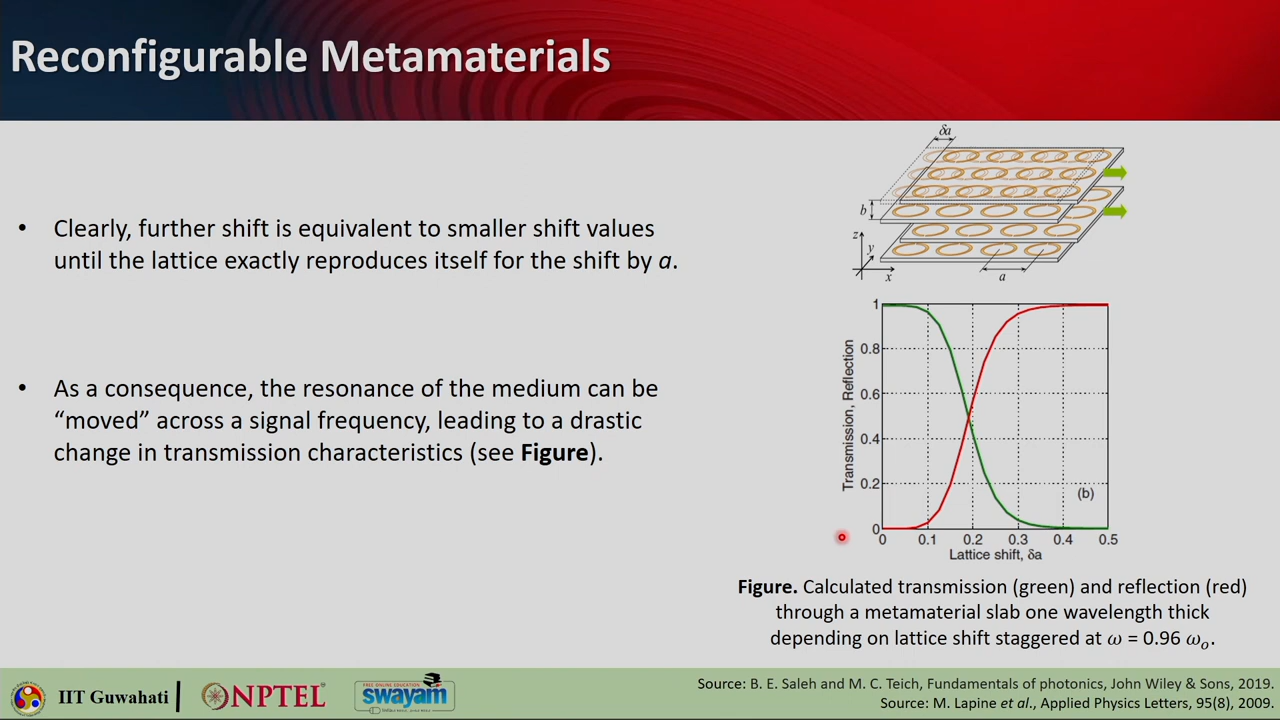 Reconfigurable Metamaterials
• Clearly, further shift is equivalent to smaller shift values
until the lattice exactly reproduces itself for the shift by a.
• As a consequence, the resonance of the medium can be
“moved” across a signal frequency, leading to a drastic
change in transmission characteristics (see Figure).
δa
b
z
y
x
a
Transmission, Reflection
1
0.8
0.6
0.4
0.2
0
(b)
0 0.1 0.2 0.3 0.4 0.5
Lattice shift, δa
Figure. Calculated transmission (green) and reflection (red)
through a metamaterial slab one wavelength thick
depending on lattice shift staggered at ω = 0.96 ωo.
IIT Guwahati
NPTEL
FREE ONLINE EDUCATION
swayam
Source: B. E. Saleh and M. C. Teich, Fundamentals of photonics, John Wiley & Sons, 2019.
Source: M. Lapine et al., Applied Physics Letters, 95(8), 2009.